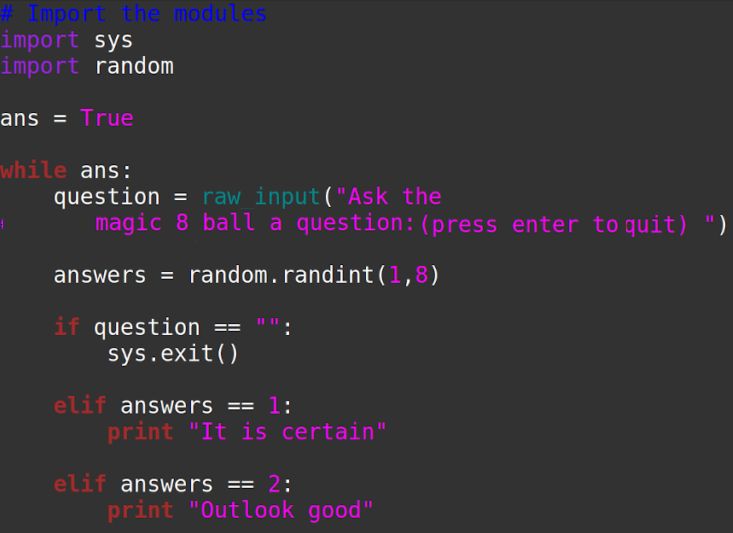 # Import the modules
import sys
import random
ans = True
while ans:
question = raw_input("Ask the
magic 8 ball a question:(press enter to quit) ")
answers = random.randint(1,8)
if question == "":
sys.exit()
elif answers == 1:
print "It is certain"
elif answers == 2:
print "Outlook good"